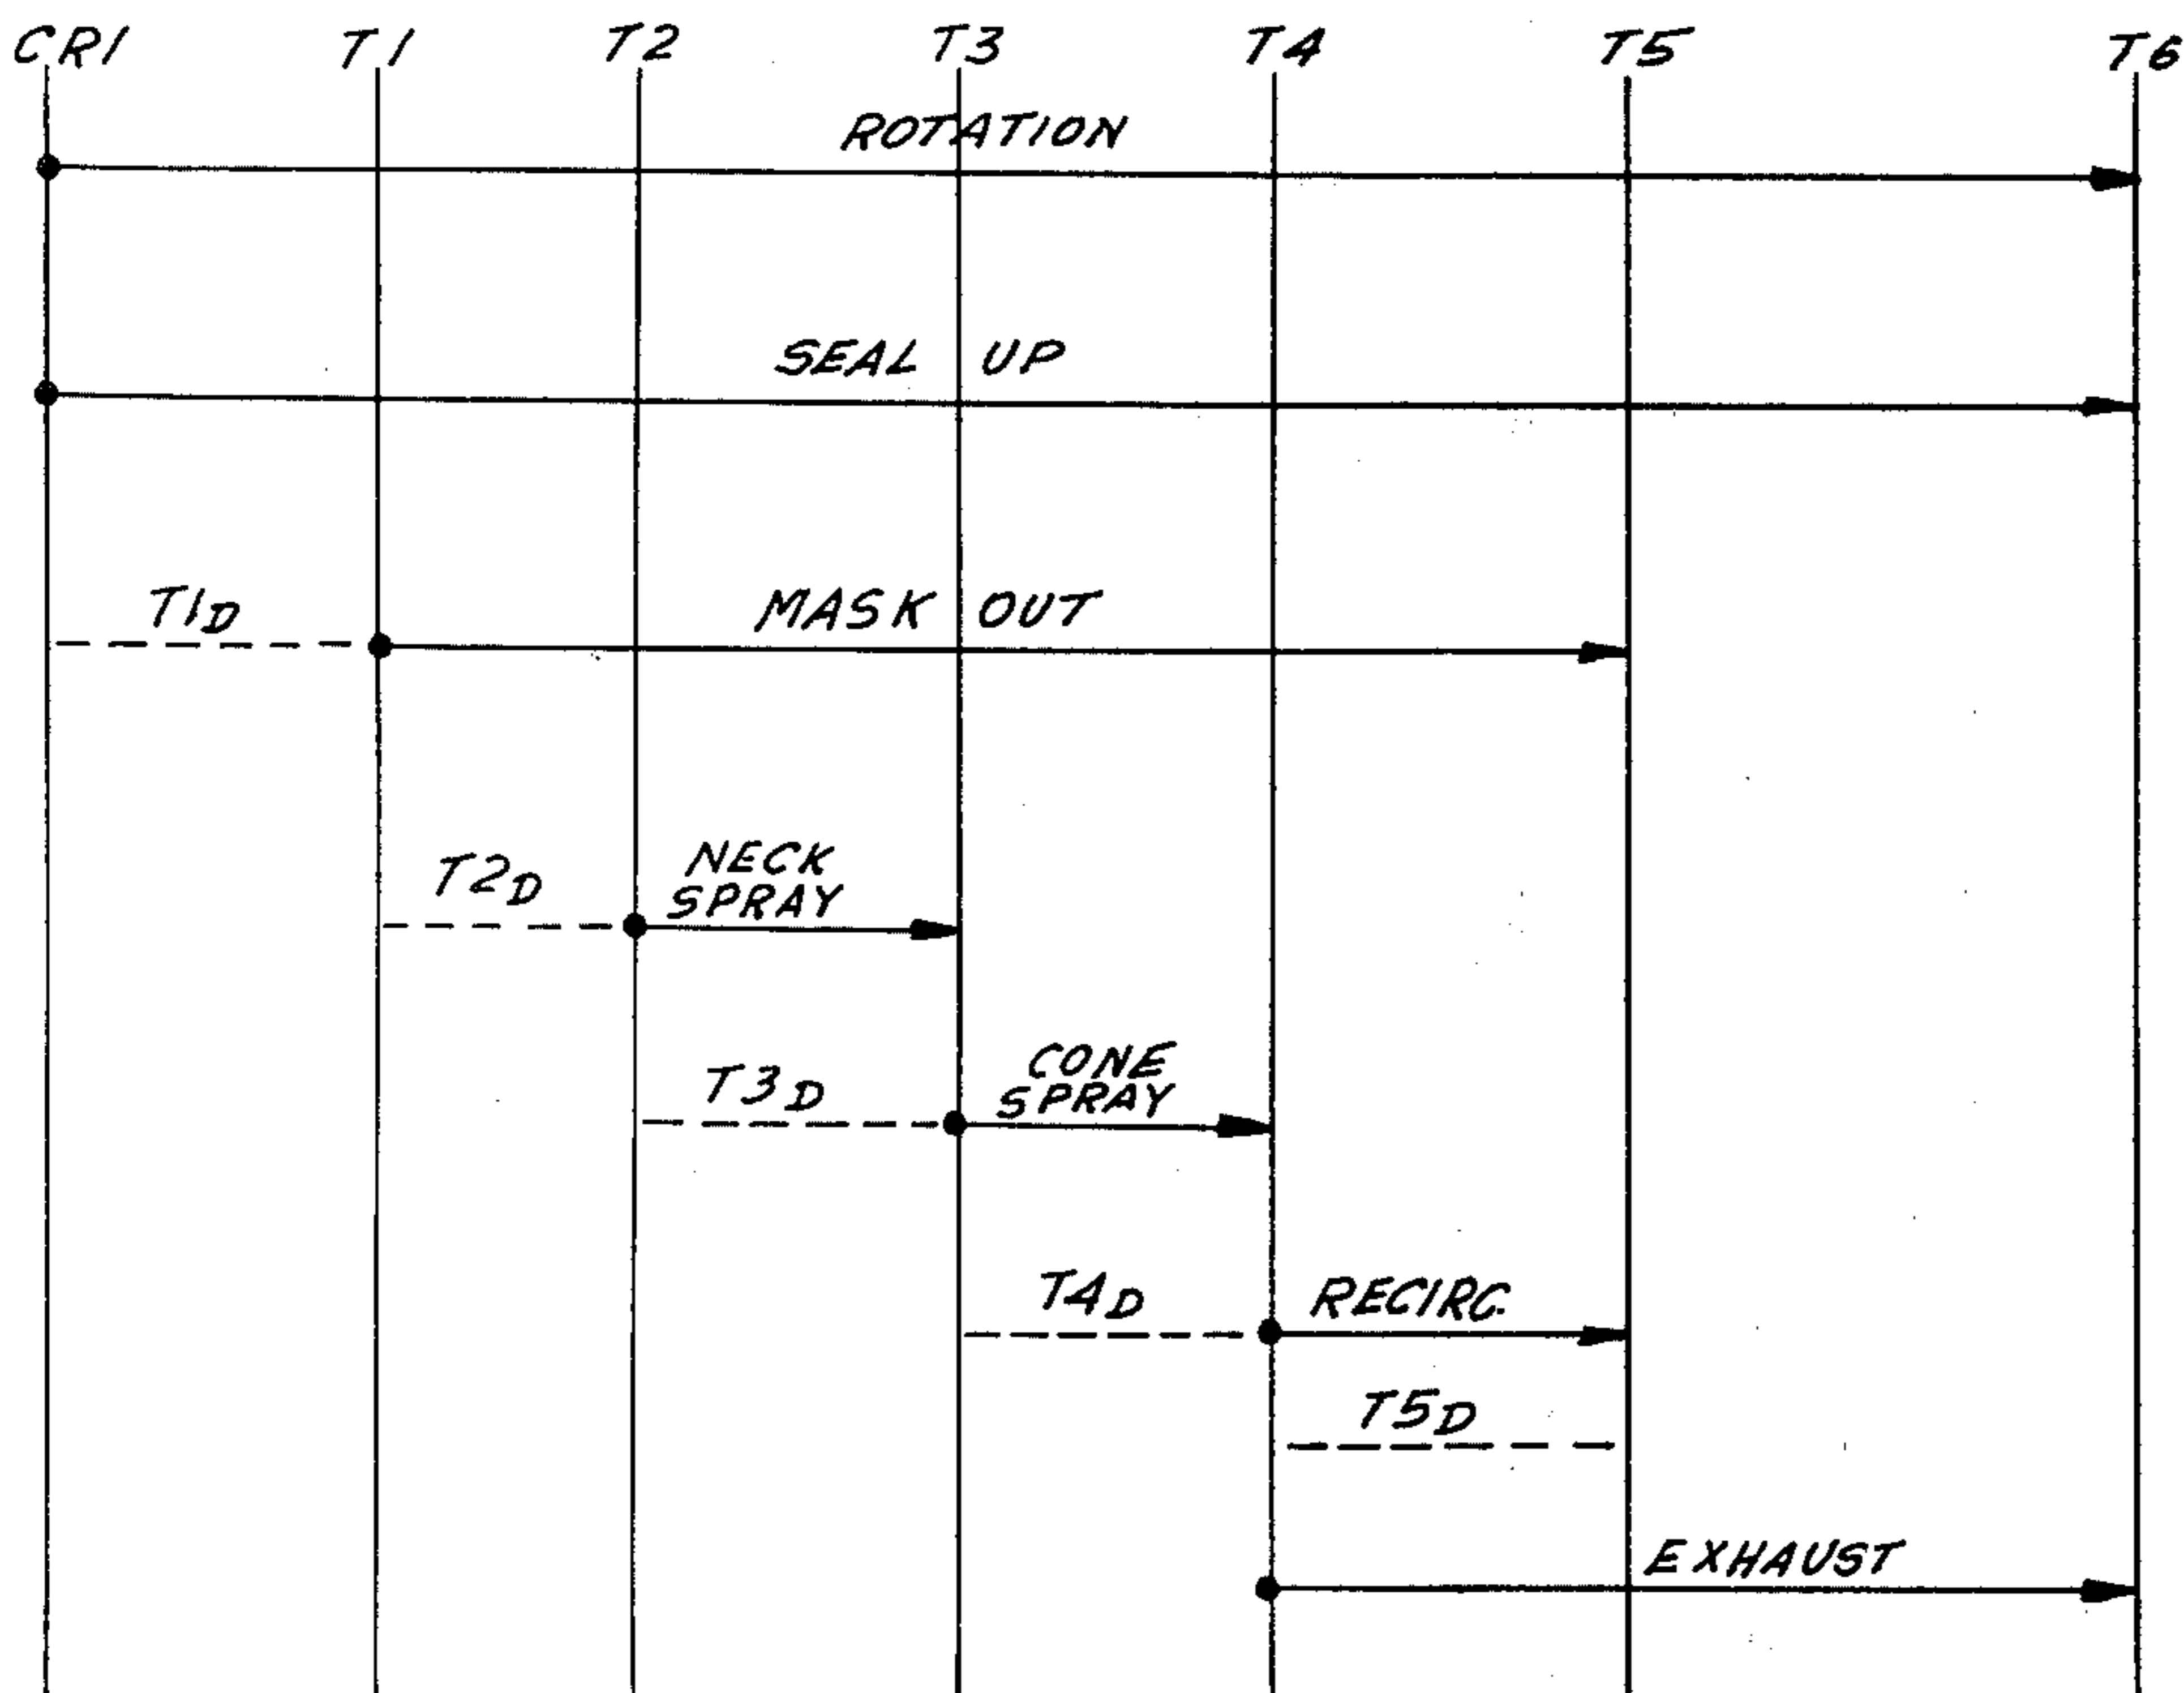 CR1 T1 T2 T3 T4 T5 T6
ROTATION
SEAL UP
T1D
MASK OUT
T2D
NECK
SPRAY
T3D
CONE
SPRAY
T4D
RECIRC.
T5D
EXHAUST